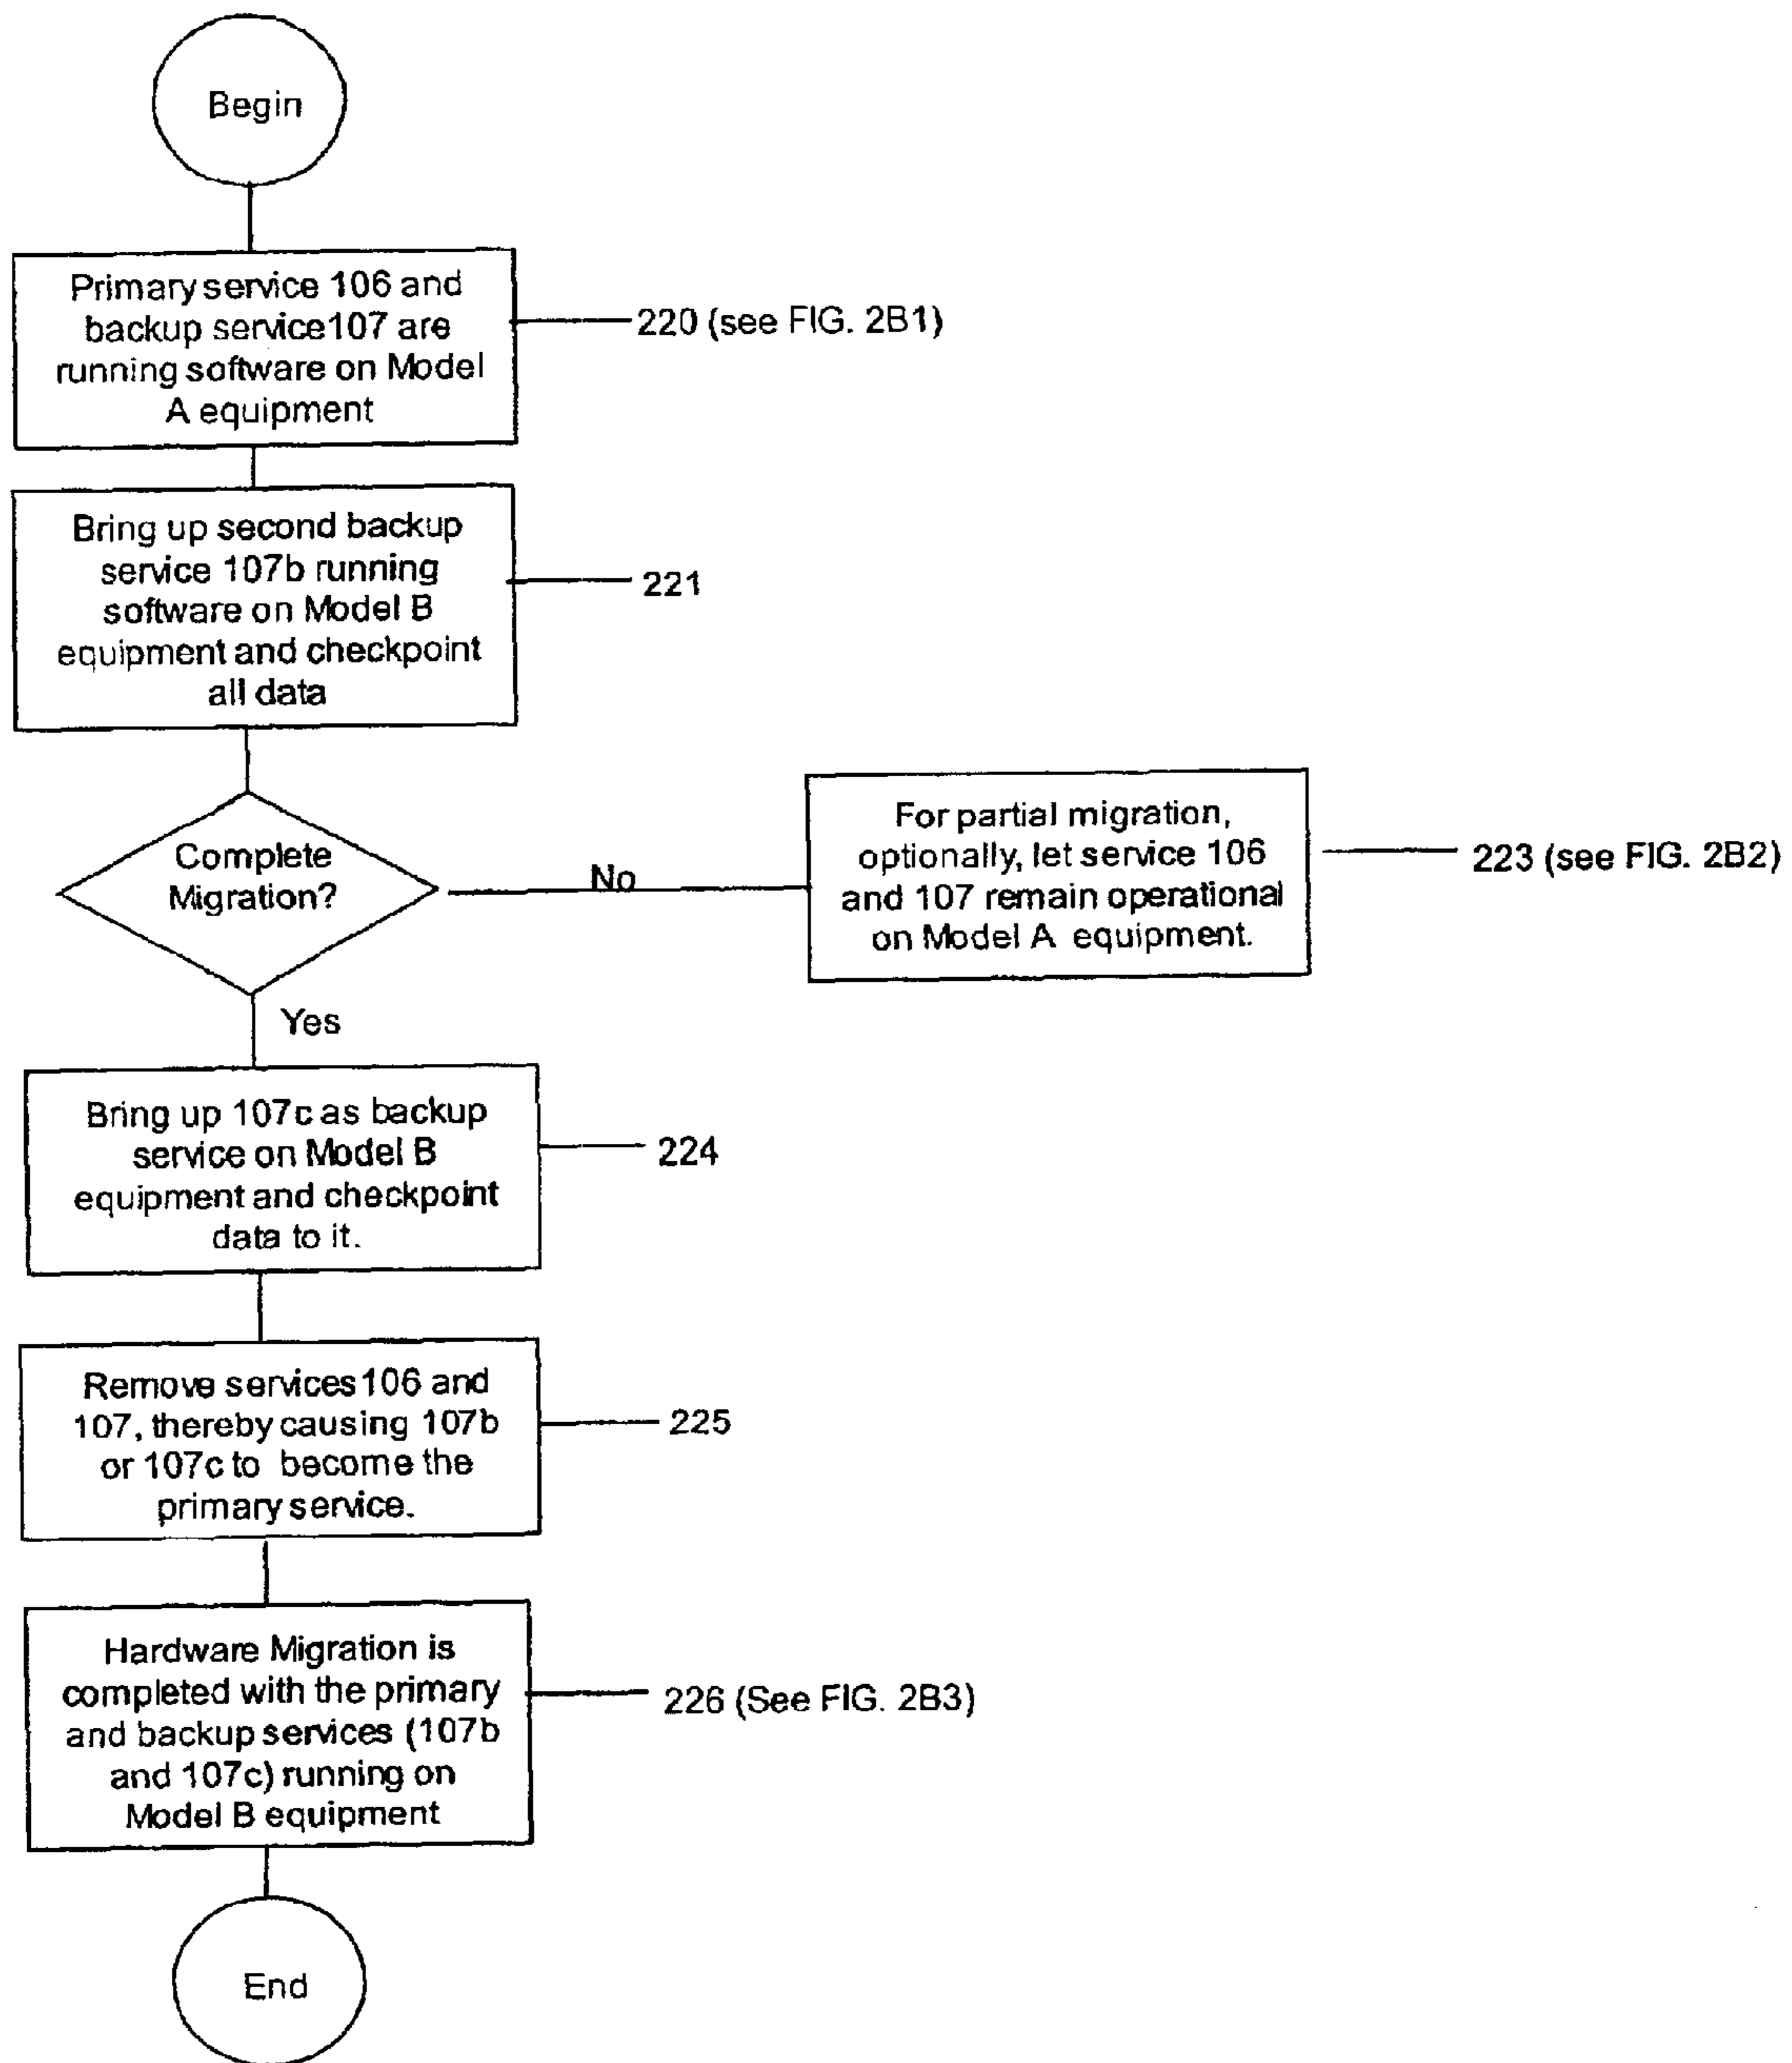 Begin
Primary service 106 and
backup service107 are
running software on Model
A equipment
220 (see FIG. 2B1)
Bring up second backup
service 107b running
software on Model B
equipment and checkpoint
all data
221
Complete
Migration?
No
For partial migration,
optionally, let service 106
and 107 remain operational
on Model A equipment.
223 (see FIG. 2B2)
Yes
Bring up 107c as backup
service on Model B
equipment and checkpoint
data to it.
224
Remove services 106 and
107, thereby causing 107b
or 107c to become the
primary service.
225
Hardware Migration is
completed with the primary
and backup services (107b
and 107c) running on
Model B equipment
226 (See FIG. 2B3)
End